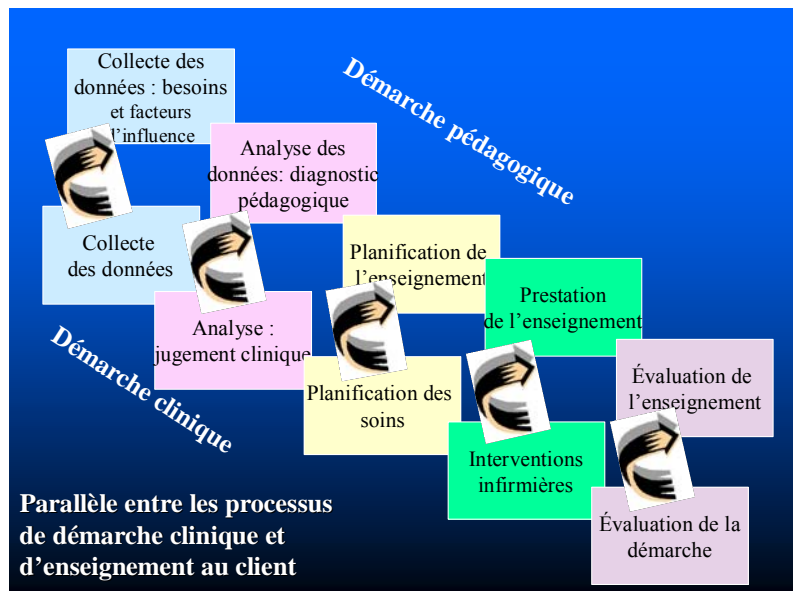 Collecte des
données : besoins
et facteurs
d’influence
Démarche pédagogique
Analyse des
données: diagnostic
pédagogique
Collecte
des données
Planification de
l’enseignement
Prestation
de l’enseignement
Analyse :
jugement clinique
Démarche clinique
Planification des
soins
Évaluation de
l’enseignement
Interventions
infirmières
Évaluation de la
démarche
Parallèle entre les processus
de démarche clinique et
d’enseignement au client